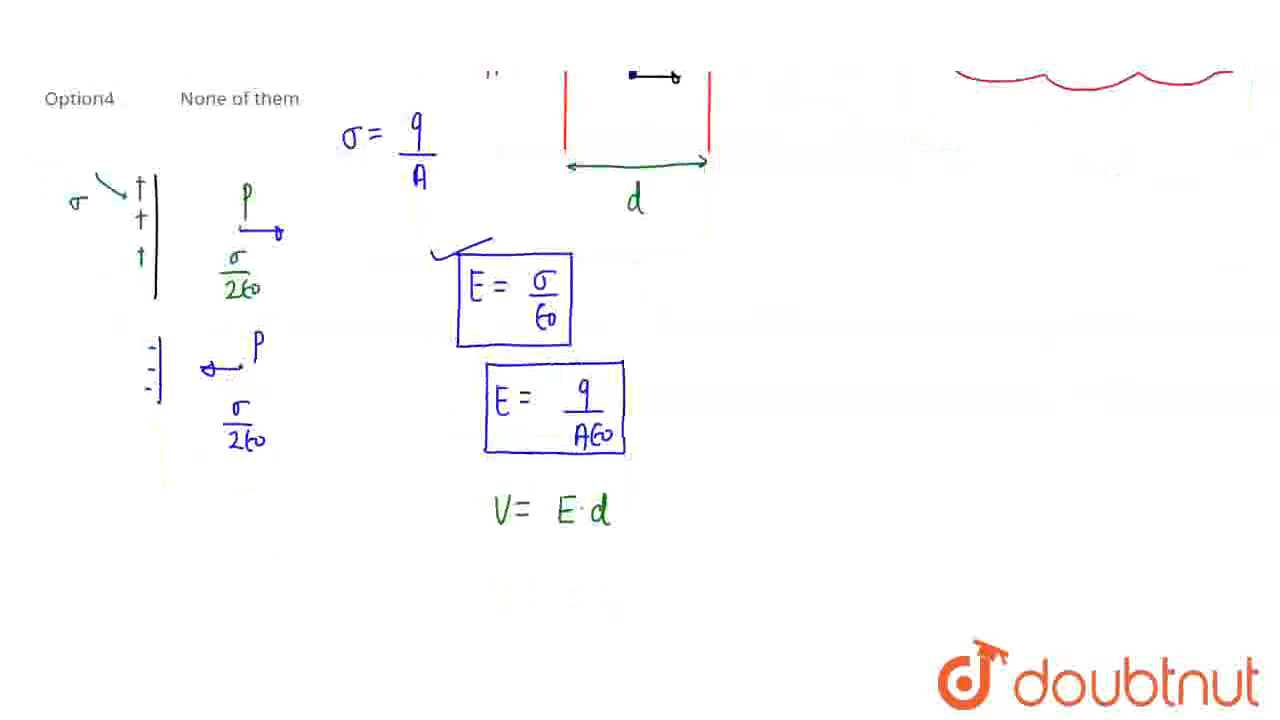 Option4 None of them
σ = q/A
d
σ + + +
P
σ/2ε0
E = σ/ε0
- - -
P
σ/2ε0
E = q/Aε0
V = E·d
doubtnut